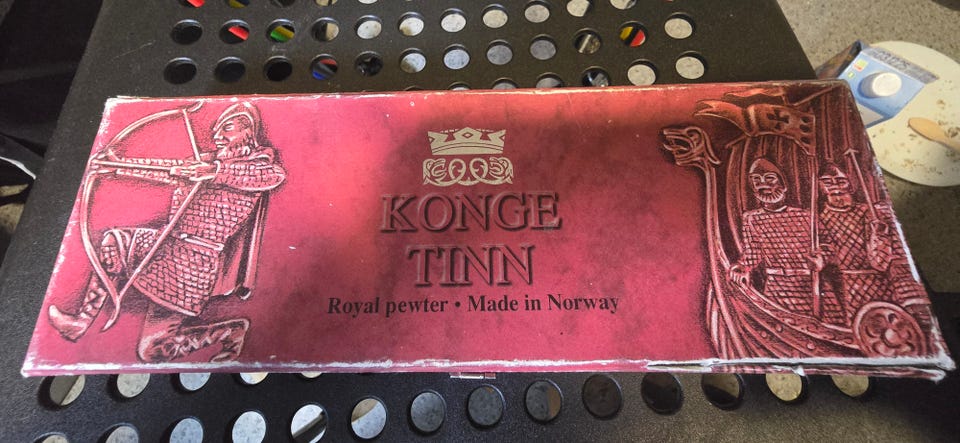 KONGE
TINN
Royal pewter • Made in Norway